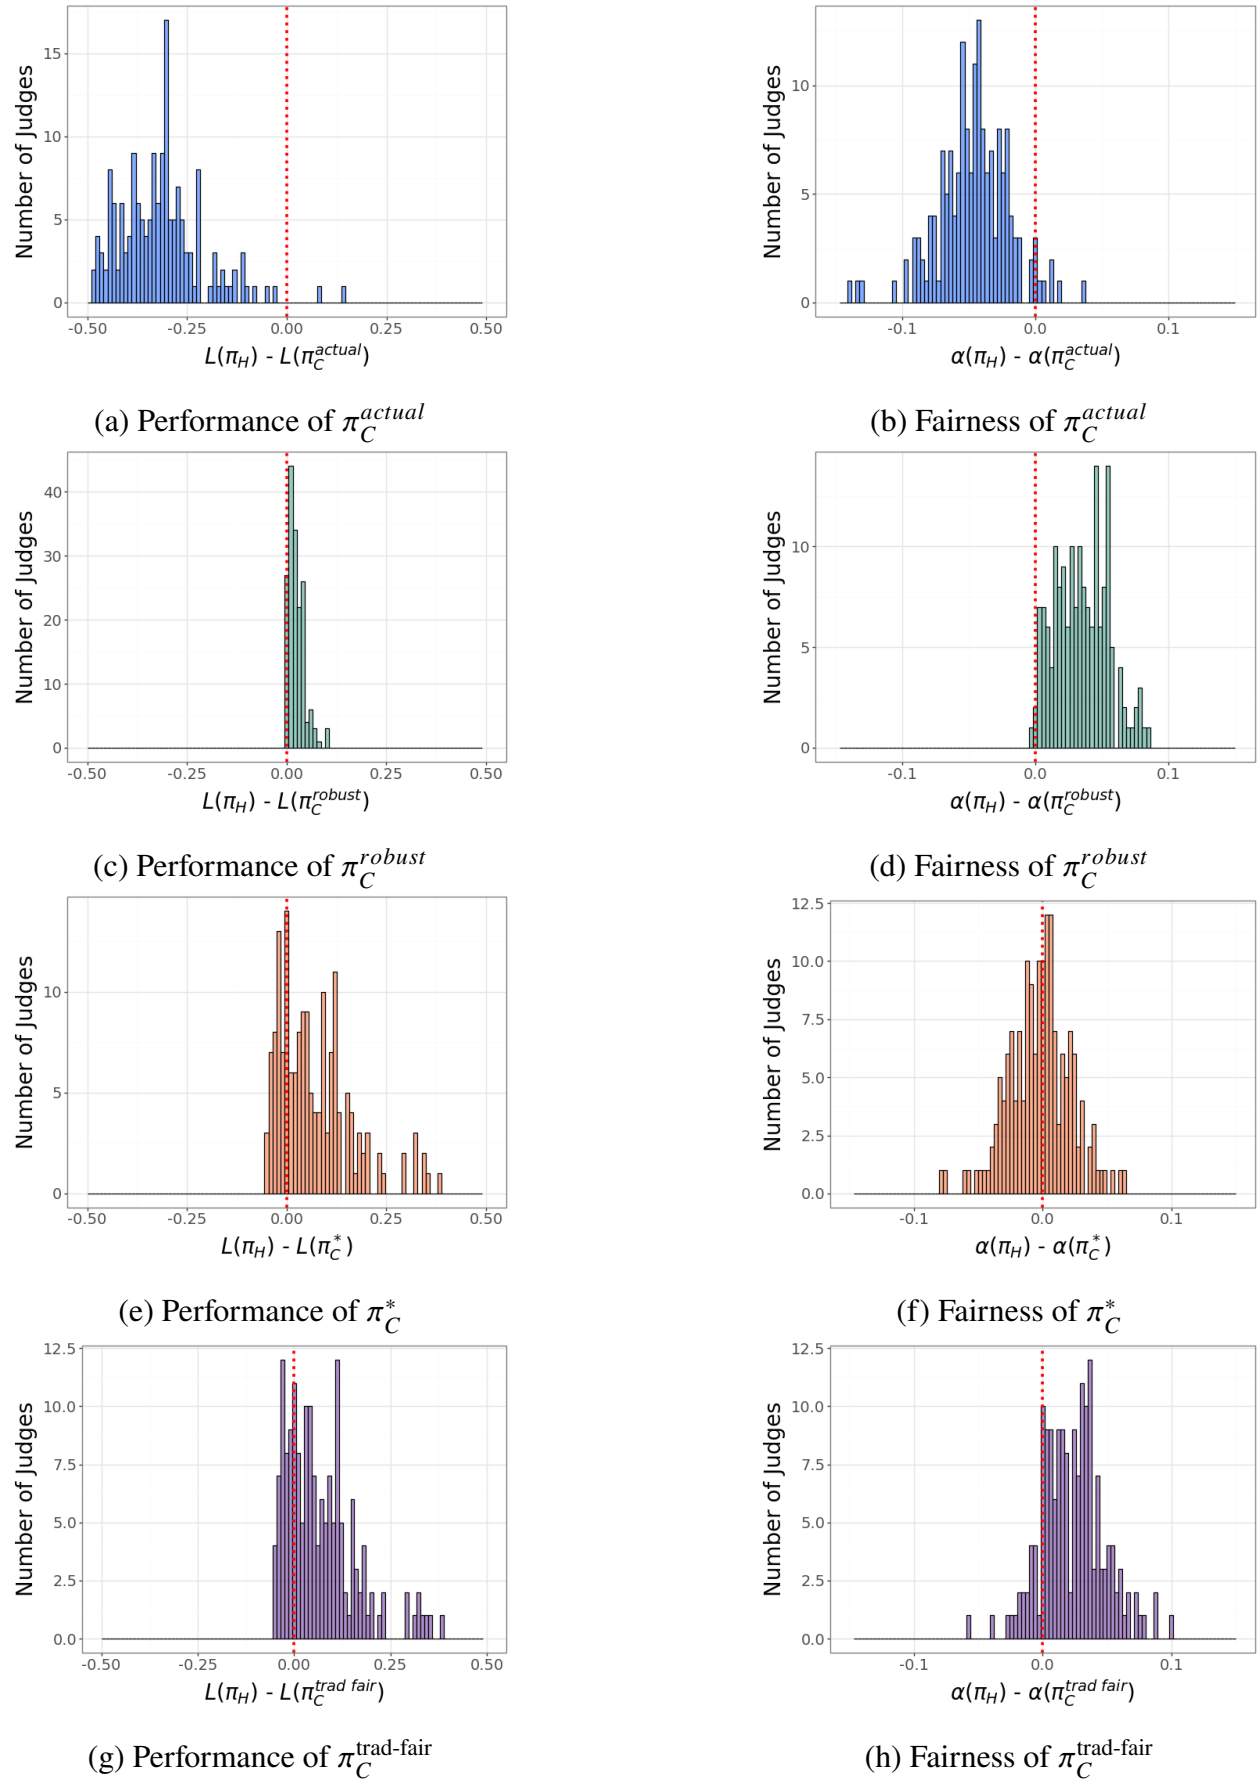 Number of Judges
15
10
5
0
-0.50 -0.25 0.00 0.25 0.50
L(π_H) - L(π_C^{actual})
(a) Performance of π_C^{actual}
Number of Judges
10
5
0
-0.1 0.0 0.1
α(π_H) - α(π_C^{actual})
(b) Fairness of π_C^{actual}
Number of Judges
40
30
20
10
0
-0.50 -0.25 0.00 0.25 0.50
L(π_H) - L(π_C^{robust})
(c) Performance of π_C^{robust}
Number of Judges
10
5
0
-0.1 0.0 0.1
α(π_H) - α(π_C^{robust})
(d) Fairness of π_C^{robust}
Number of Judges
10
5
0
-0.50 -0.25 0.00 0.25 0.50
L(π_H) - L(π_C^*)
(e) Performance of π_C^*
Number of Judges
12.5
10.0
7.5
5.0
2.5
0.0
-0.1 0.0 0.1
α(π_H) - α(π_C^*)
(f) Fairness of π_C^*
Number of Judges
12.5
10.0
7.5
5.0
2.5
0.0
-0.50 -0.25 0.00 0.25 0.50
L(π_H) - L(π_C^{trad fair})
(g) Performance of π_C^{trad-fair}
Number of Judges
12.5
10.0
7.5
5.0
2.5
0.0
-0.1 0.0 0.1
α(π_H) - α(π_C^{trad fair})
(h) Fairness of π_C^{trad-fair}